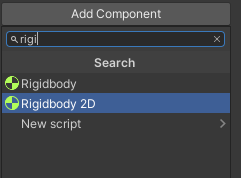 Add Component
rigi
Search
Rigidbody
Rigidbody 2D
New script